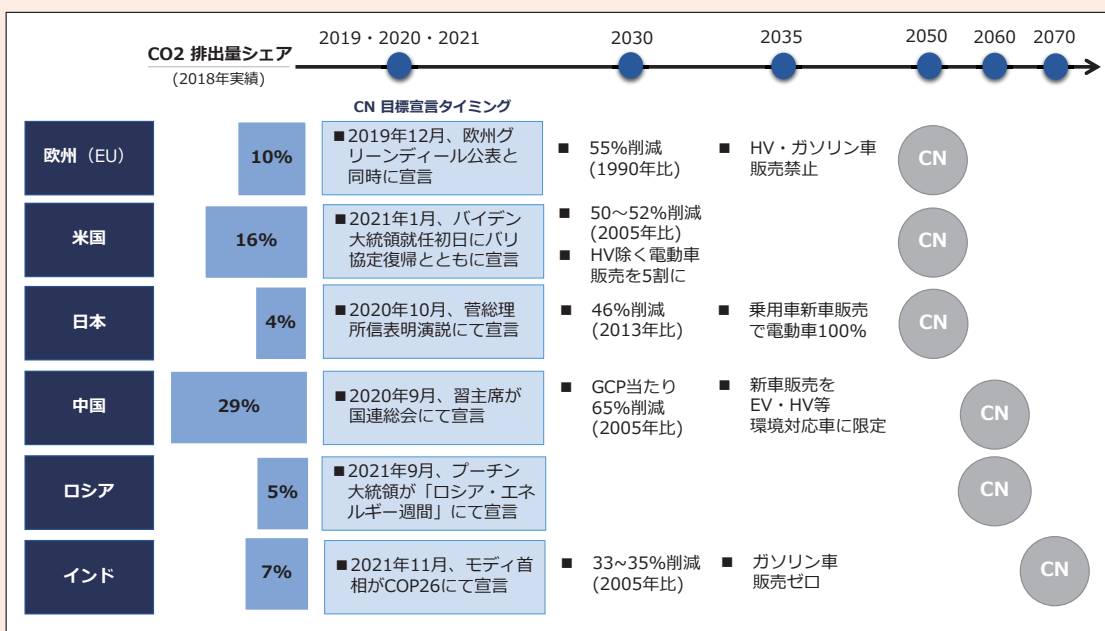 CO2 排出量シェア
(2018年実績)
2019・2020・2021
2030
2035
2050
2060
2070
CN 目標宣言タイミング
欧州（EU）
10%
■2019年12月、欧州グ
リーンディール公表と
同時に宣言
■ 55%削減
(1990年比)
■ HV・ガソリン車
販売禁止
CN
米国
16%
■2021年1月、バイデン
大統領就任初日にパリ
協定復帰とともに宣言
■ 50～52%削減
(2005年比)
■ HV除く電動車
販売を5割に
CN
日本
4%
■2020年10月、菅総理
所信表明演説にて宣言
■ 46%削減
(2013年比)
■ 乗用車新車販売
で電動車100%
CN
中国
29%
■2020年9月、習主席が
国連総会にて宣言
■ GCP当たり
65%削減
(2005年比)
■ 新車販売を
EV・HV等
環境対応車に限定
CN
ロシア
5%
■2021年9月、プーチン
大統領が「ロシア・エネ
ルギー週間」にて宣言
CN
インド
7%
■2021年11月、モディ首
相がCOP26にて宣言
■ 33~35%削減
(2005年比)
■ ガソリン車
販売ゼロ
CN